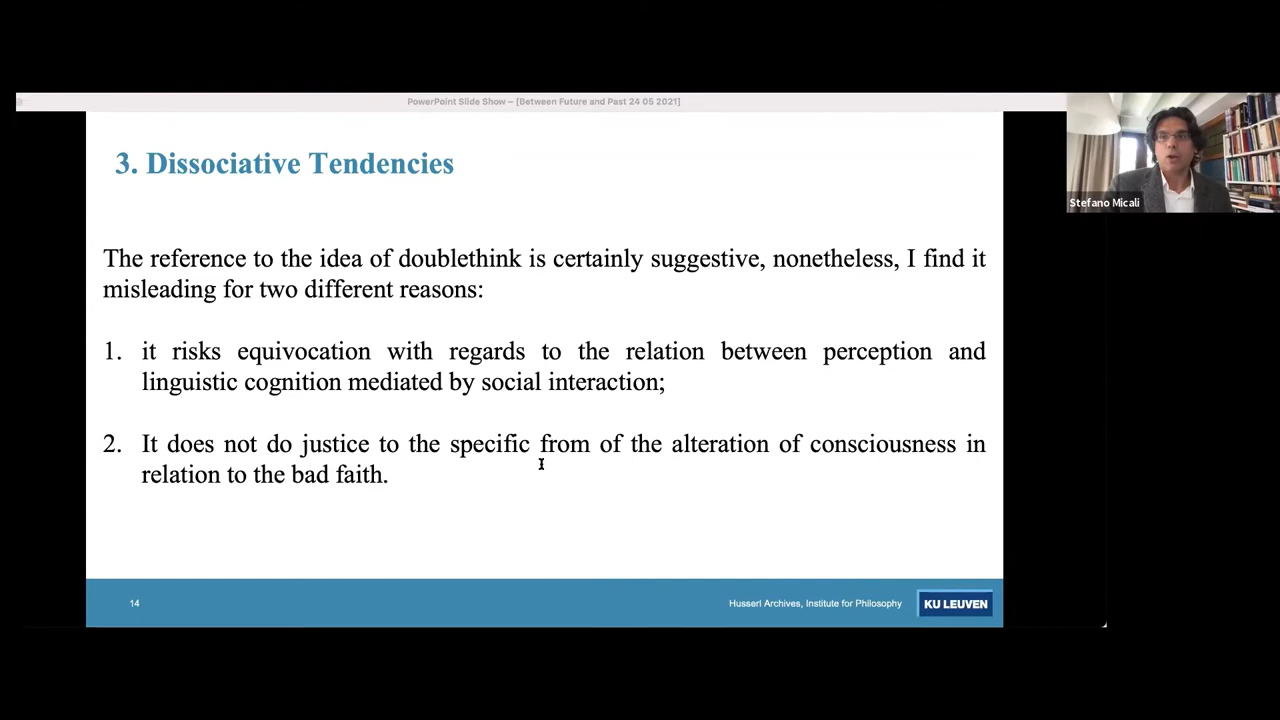 PowerPoint Slide Show – [Between Future and Past 24 05 2021]
3. Dissociative Tendencies
Stefano Micali
The reference to the idea of doublethink is certainly suggestive, nonetheless, I find it
misleading for two different reasons:
1. it risks equivocation with regards to the relation between perception and
linguistic cognition mediated by social interaction;
2. It does not do justice to the specific from of the alteration of consciousness in
relation to the bad faith.
14
Husserl Archives, Institute for Philosophy
KU LEUVEN